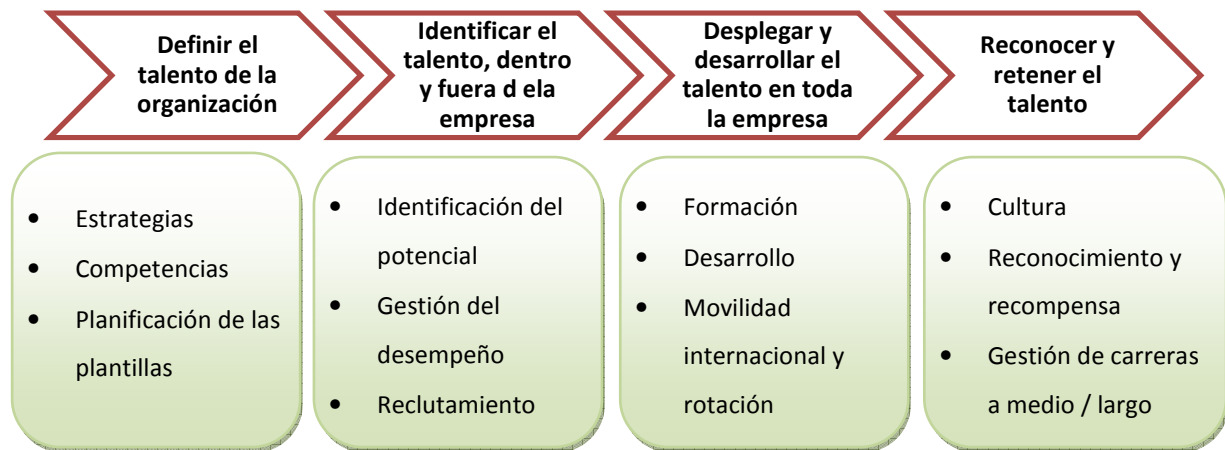 Definir el
talento de la
organización
Identificar el
talento, dentro
y fuera d ela
empresa
Desplegar y
desarrollar el
talento en toda
la empresa
Reconocer y
retener el
talento
• Estrategias
• Competencias
• Planificación de las
plantillas
• Identificación del
potencial
• Gestión del
desempeño
• Reclutamiento
• Formación
• Desarrollo
• Movilidad
internacional y
rotación
• Cultura
• Reconocimiento y
recompensa
• Gestión de carreras
a medio / largo